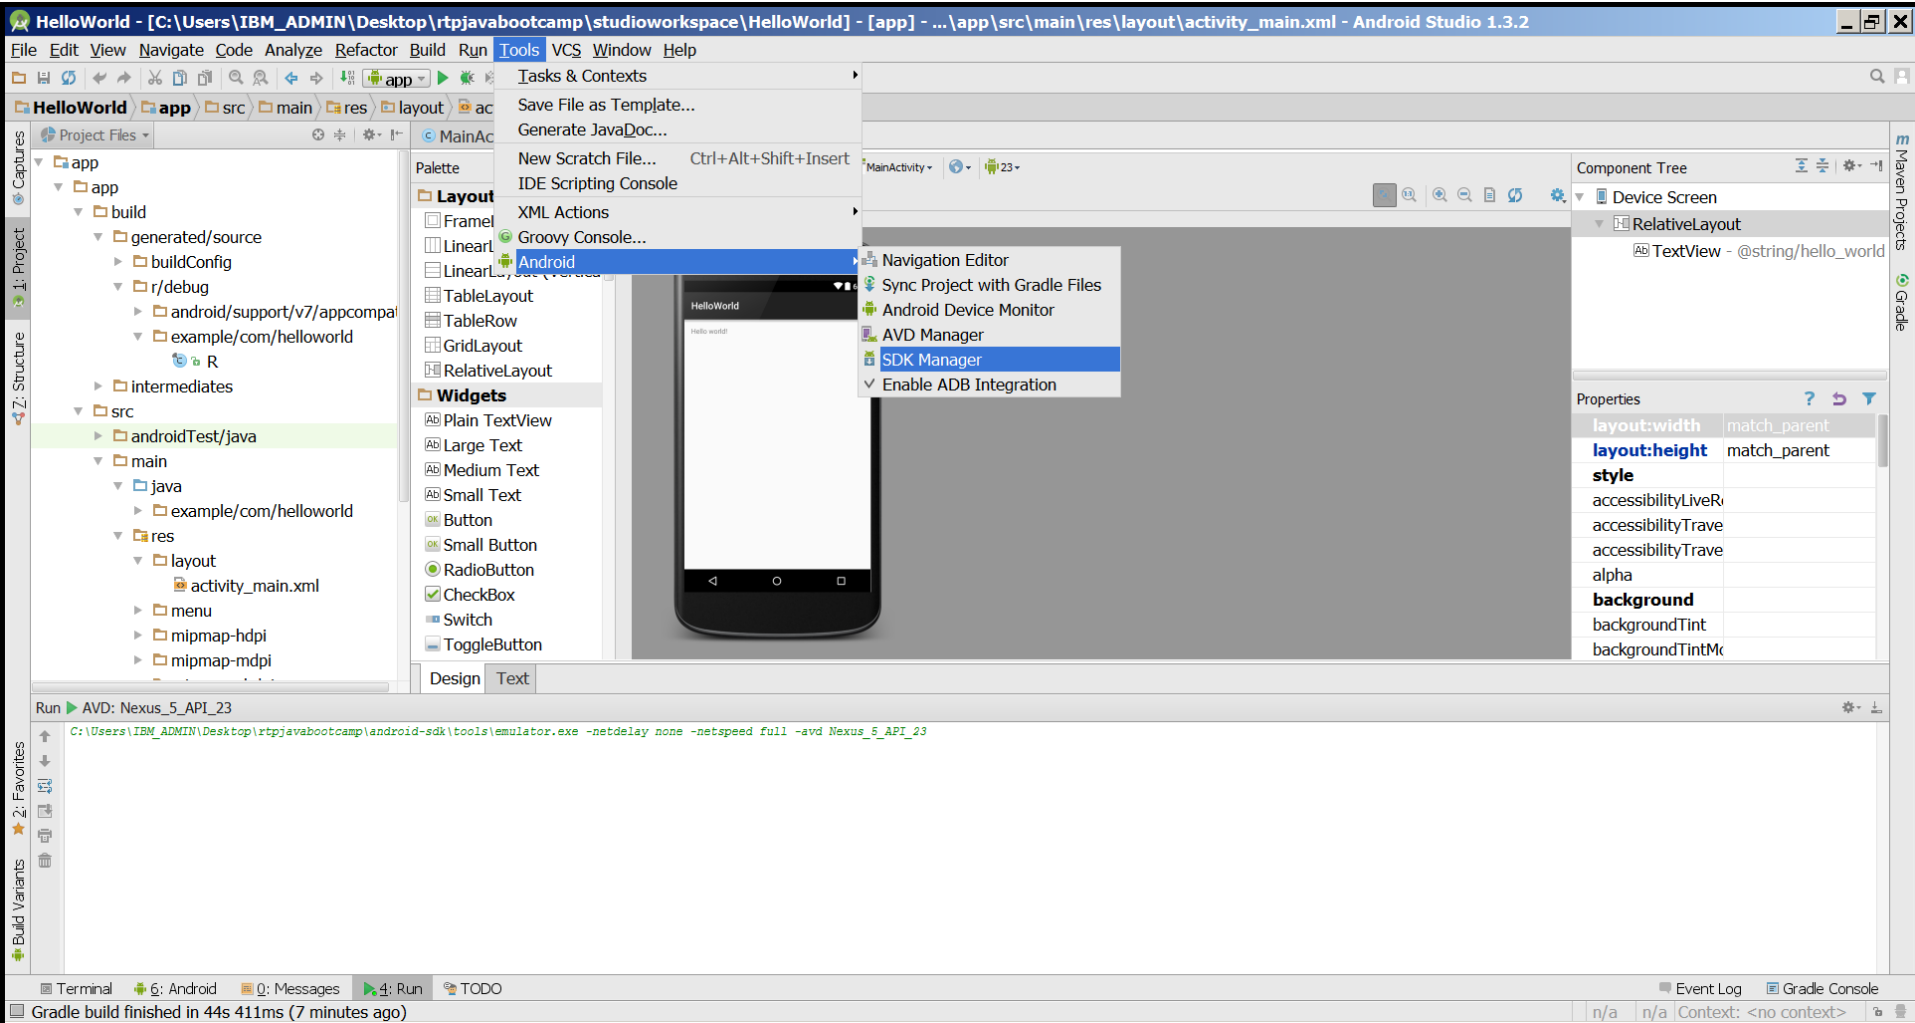 HelloWorld - [C:\Users\IBM_ADMIN\Desktop\rtpjavabootcamp\studioworkspace\HelloWorld] - [app] - ...\app\src\main\res\layout\activity_main.xml - Android Studio 1.3.2
File Edit View Navigate Code Analyze Refactor Build Run Tools VCS Window Help
app
HelloWorld app src main res layout ac
Tasks & Contexts
Save File as Template...
Generate JavaDoc...
New Scratch File... Ctrl+Alt+Shift+Insert
IDE Scripting Console
XML Actions
Groovy Console...
Android
Navigation Editor
Sync Project with Gradle Files
Android Device Monitor
AVD Manager
SDK Manager
Enable ADB Integration
Captures
1: Project
Z: Structure
2: Favorites
Build Variants
Project Files
app
app
build
generated/source
buildConfig
r/debug
android/support/v7/appcompa
example/com/helloworld
R
intermediates
src
androidTest/java
main
java
example/com/helloworld
res
layout
activity_main.xml
menu
mipmap-hdpi
mipmap-mdpi
MainAc
Palette
Layout
Frame
Linear
Linear
TableLayout
TableRow
GridLayout
RelativeLayout
Widgets
Plain TextView
Large Text
Medium Text
Small Text
Button
Small Button
RadioButton
CheckBox
Switch
ToggleButton
Design Text
MainActivity 23
HelloWorld
Hello world!
Component Tree
Device Screen
RelativeLayout
TextView - @string/hello_world
Properties
layout:width match_parent
layout:height match_parent
style
accessibilityLiveR
accessibilityTrave
accessibilityTrave
alpha
background
backgroundTint
backgroundTintM
Maven Projects
Gradle
Run AVD: Nexus_5_API_23
C:\Users\IBM_ADMIN\Desktop\rtpjavabootcamp\android-sdk\tools\emulator.exe -netdelay none -netspeed full -avd Nexus_5_API_23
Terminal 6: Android 0: Messages 4: Run TODO Event Log Gradle Console
Gradle build finished in 44s 411ms (7 minutes ago) n/a n/a Context: <no context>